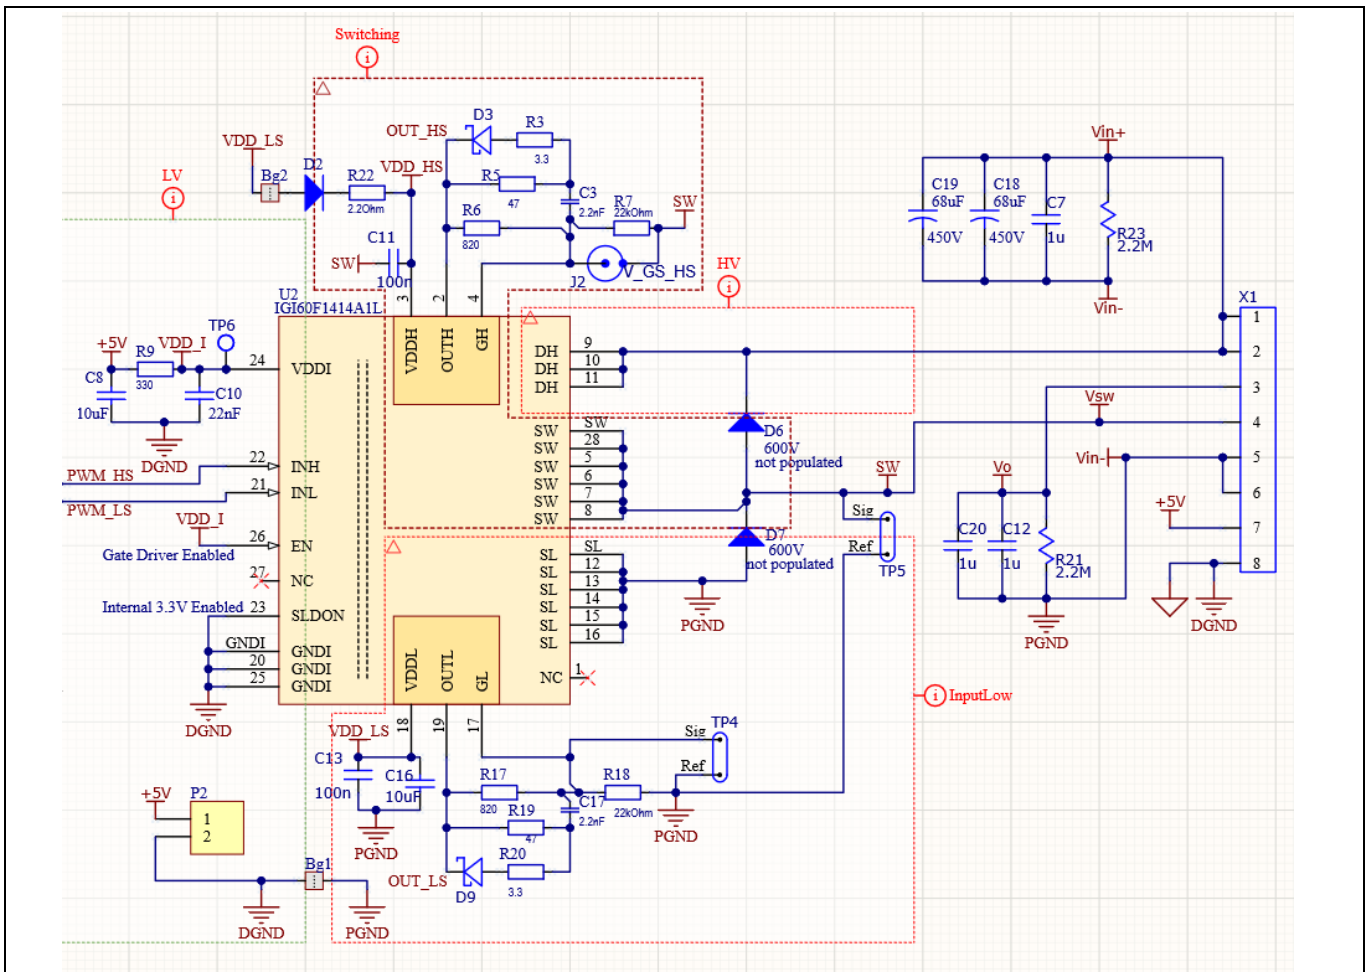 Switching
OUT_HS
D3
R3
3.3
VDD_LS
VDD_HS
D2
Bg2
R22
2.2Ohm
R5
47
C3
2.2nF
R7
22kOhm
SW
R6
820
LV
C11
SW
100n
J2
V_GS_HS
HV
Vin+
C19
68uF
450V
C18
68uF
450V
C7
1u
R23
2.2M
Vin-
U2
IGI60F1414A1L
3
2
4
VDDH
OUTH
GH
TP6
+5V
R9
330
VDD_I
24
VDDI
C8
10uF
C10
22nF
DGND
DH
9
DH
10
DH
11
X1
1
2
3
4
5
6
7
8
Vsw
SW
SW
SW
28
SW
5
SW
6
SW
7
SW
8
D6
600V
not populated
PWM_HS
22
INH
PWM_LS
21
INL
VDD_I
26
EN
Gate Driver Enabled
27
NC
Internal 3.3V Enabled
23
SLDON
GNDI
GNDI
20
GNDI
25
GNDI
DGND
SW
Sig
Ref
TP5
Vin-
Vo
+5V
C20
1u
C12
1u
R21
2.2M
PGND
DGND
D7
600V
not populated
SL
SL
SL
12
SL
13
SL
14
SL
15
SL
16
PGND
NC
1
VDDL
OUTL
GL
18
19
17
InputLow
VDD_LS
C13
100n
C16
10uF
PGND
TP4
Sig
Ref
R17
820
R18
22kOhm
C17
2.2nF
R19
47
PGND
R20
3.3
OUT_LS
D9
+5V
P2
1
2
Bg1
DGND
PGND